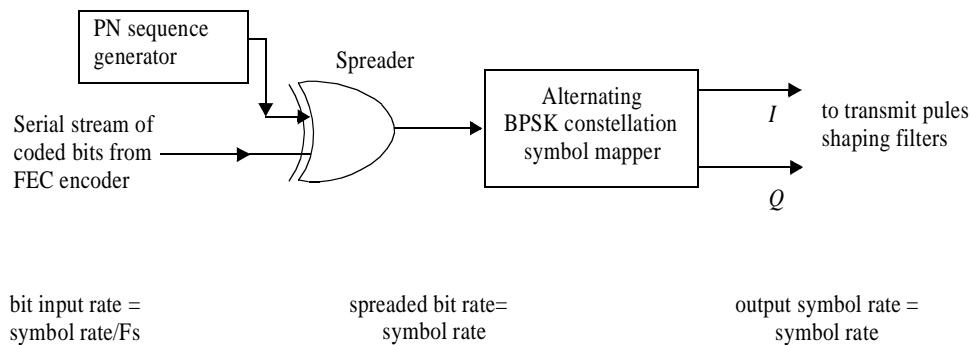 PN sequence
generator
Spreader
Serial stream of
coded bits from
FEC encoder
Alternating
BPSK constellation
symbol mapper
I
Q
to transmit pules
shaping filters
bit input rate =
symbol rate/Fs
spreaded bit rate=
symbol rate
output symbol rate =
symbol rate